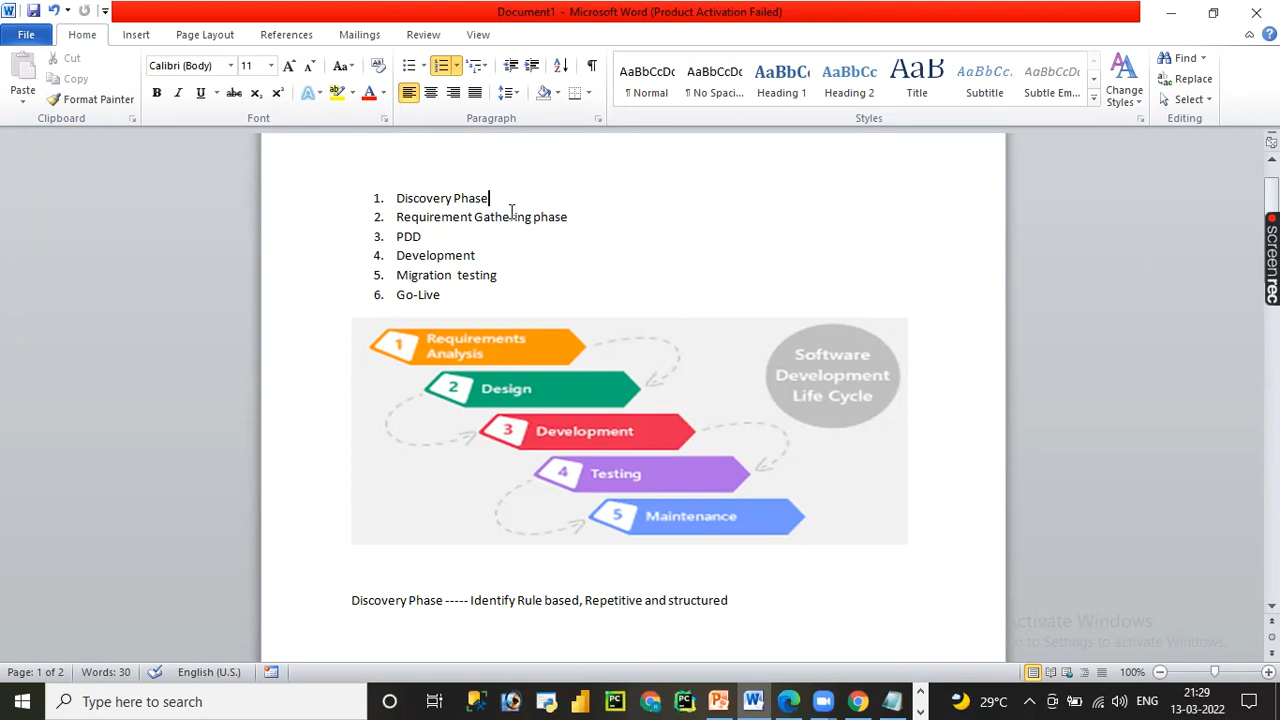 Document1 - Microsoft Word (Product Activation Failed)
File Home Insert Page Layout References Mailings Review View
Paste
Cut
Copy
Format Painter
Clipboard
Calibri (Body) 11
Font
Paragraph
AaBbCcDc AaBbCcDc AaBbCc AaBbCc AaB AaBbCc. AaBbCcDc
¶ Normal ¶ No Spaci... Heading 1 Heading 2 Title Subtitle Subtle Em...
Change Styles
Styles
Find
Replace
Select
Editing
1. Discovery Phase
2. Requirement Gathering phase
3. PDD
4. Development
5. Migration testing
6. Go-Live
1 Requirements
Analysis
2 Design
3 Development
4 Testing
5 Maintenance
Software
Development
Life Cycle
Discovery Phase ----- Identify Rule based, Repetitive and structured
screenrec
Activate Windows
to Settings to activate Windows.
Page: 1 of 2 Words: 30 English (U.S.) 100%
Type here to search
29°C ENG 21:29
13-03-2022